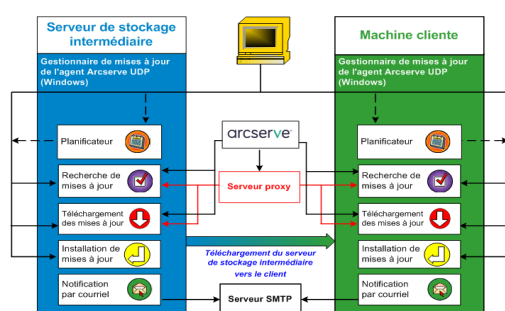 Serveur de stockage
intermédiaire
Gestionnaire de mises à jour
de l'agent Arcserve UDP
(Windows)
Planificateur
Recherche de
mises à jour
Téléchargement
des mises à jour
Installation de
mises à jour
Notification
par courriel
arcserve
Serveur proxy
Téléchargement du serveur
de stockage intermédiaire
vers le client
Serveur SMTP
Machine cliente
Gestionnaire de mises à jour
de l'agent Arcserve UDP
(Windows)
Planificateur
Recherche de
mises à jour
Téléchargement
des mises à jour
Installation de
mises à jour
Notification
par courriel